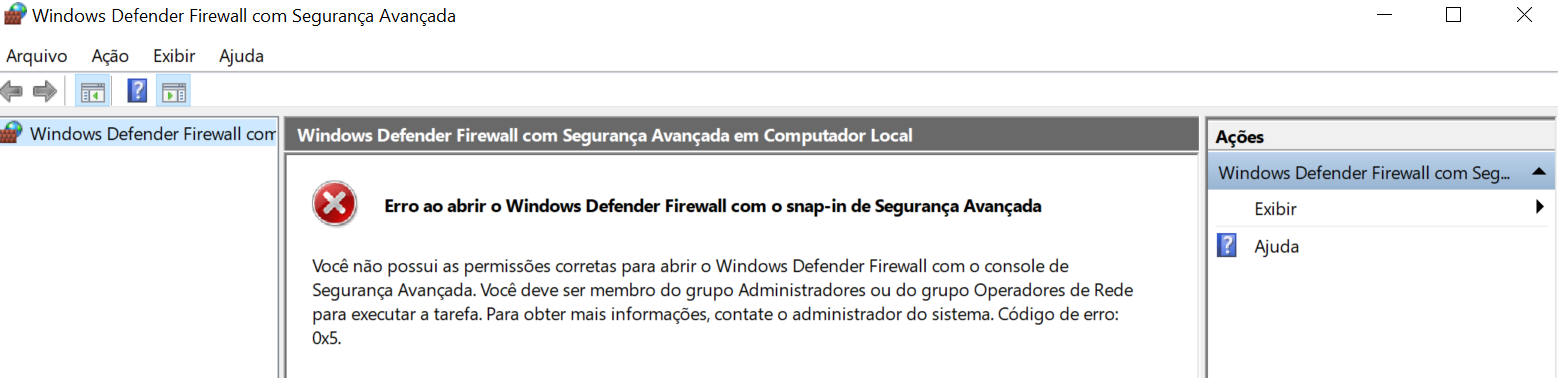 Windows Defender Firewall com Segurança Avançada
Arquivo Ação Exibir Ajuda
Windows Defender Firewall com
Windows Defender Firewall com Segurança Avançada em Computador Local
Erro ao abrir o Windows Defender Firewall com o snap-in de Segurança Avançada
Você não possui as permissões corretas para abrir o Windows Defender Firewall com o console de
Segurança Avançada. Você deve ser membro do grupo Administradores ou do grupo Operadores de Rede
para executar a tarefa. Para obter mais informações, contate o administrador do sistema. Código de erro:
0x5.
Ações
Windows Defender Firewall com Seg...
Exibir
Ajuda